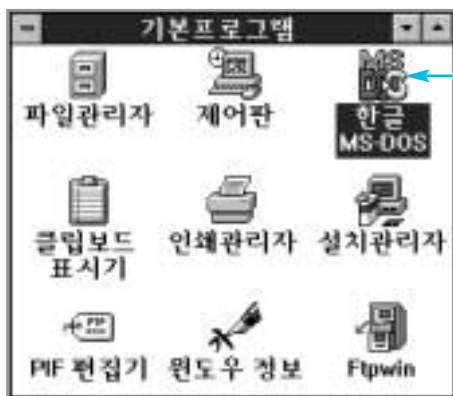 기본프로그램
MS
DOS
파일관리자
제어판
한글
MS-DOS
클립보드
표시기
인쇄관리자
설치관리자
PIF
PIF 편집기
윈도우 정보
Ftpwin